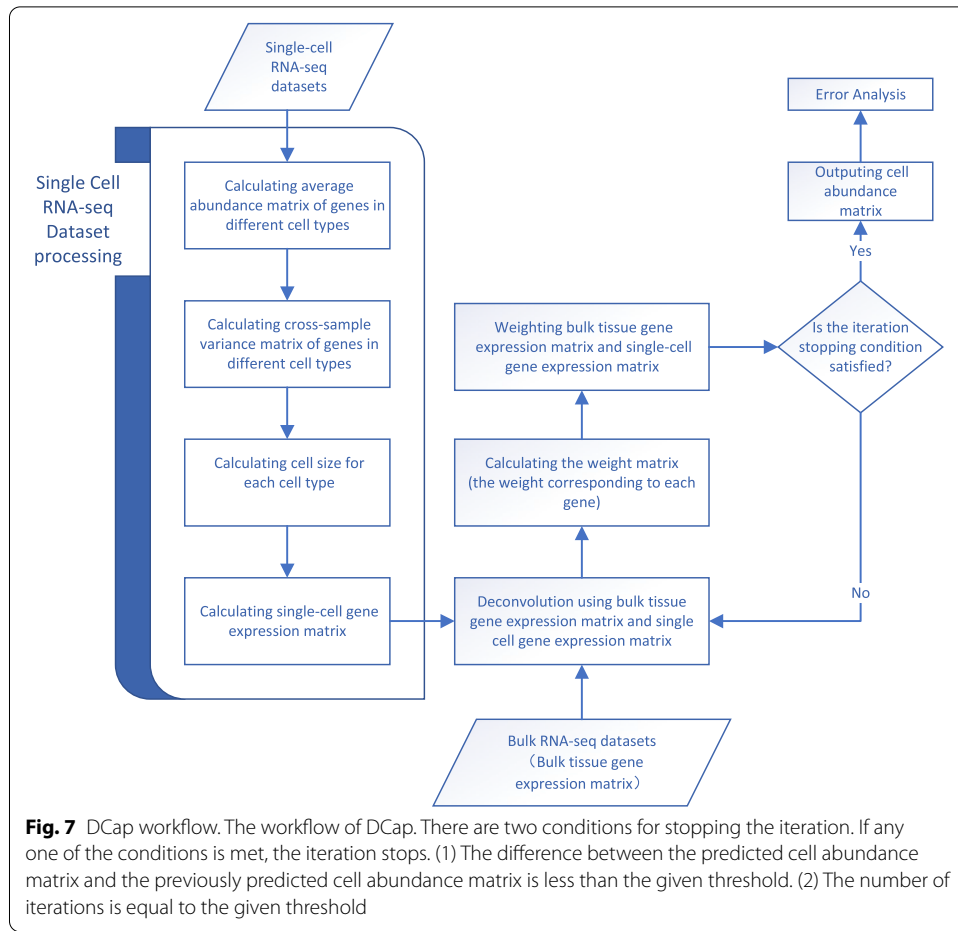 Single-cell
RNA-seq
datasets
Single Cell
RNA-seq
Dataset
processing
Calculating average
abundance matrix of genes in
different cell types
Calculating cross-sample
variance matrix of genes in
different cell types
Calculating cell size for
each cell type
Calculating single-cell gene
expression matrix
Weighting bulk tissue gene
expression matrix and single-cell
gene expression matrix
Calculating the weight matrix
(the weight corresponding to each
gene)
Deconvolution using bulk tissue
gene expression matrix and single
cell gene expression matrix
Bulk RNA-seq datasets
（Bulk tissue gene
expression matrix）
Error Analysis
Outputing cell
abundance
matrix
Yes
Is the iteration
stopping condition
satisfied?
No
Fig. 7 DCap workflow. The workflow of DCap. There are two conditions for stopping the iteration. If any
one of the conditions is met, the iteration stops. (1) The difference between the predicted cell abundance
matrix and the previously predicted cell abundance matrix is less than the given threshold. (2) The number of
iterations is equal to the given threshold